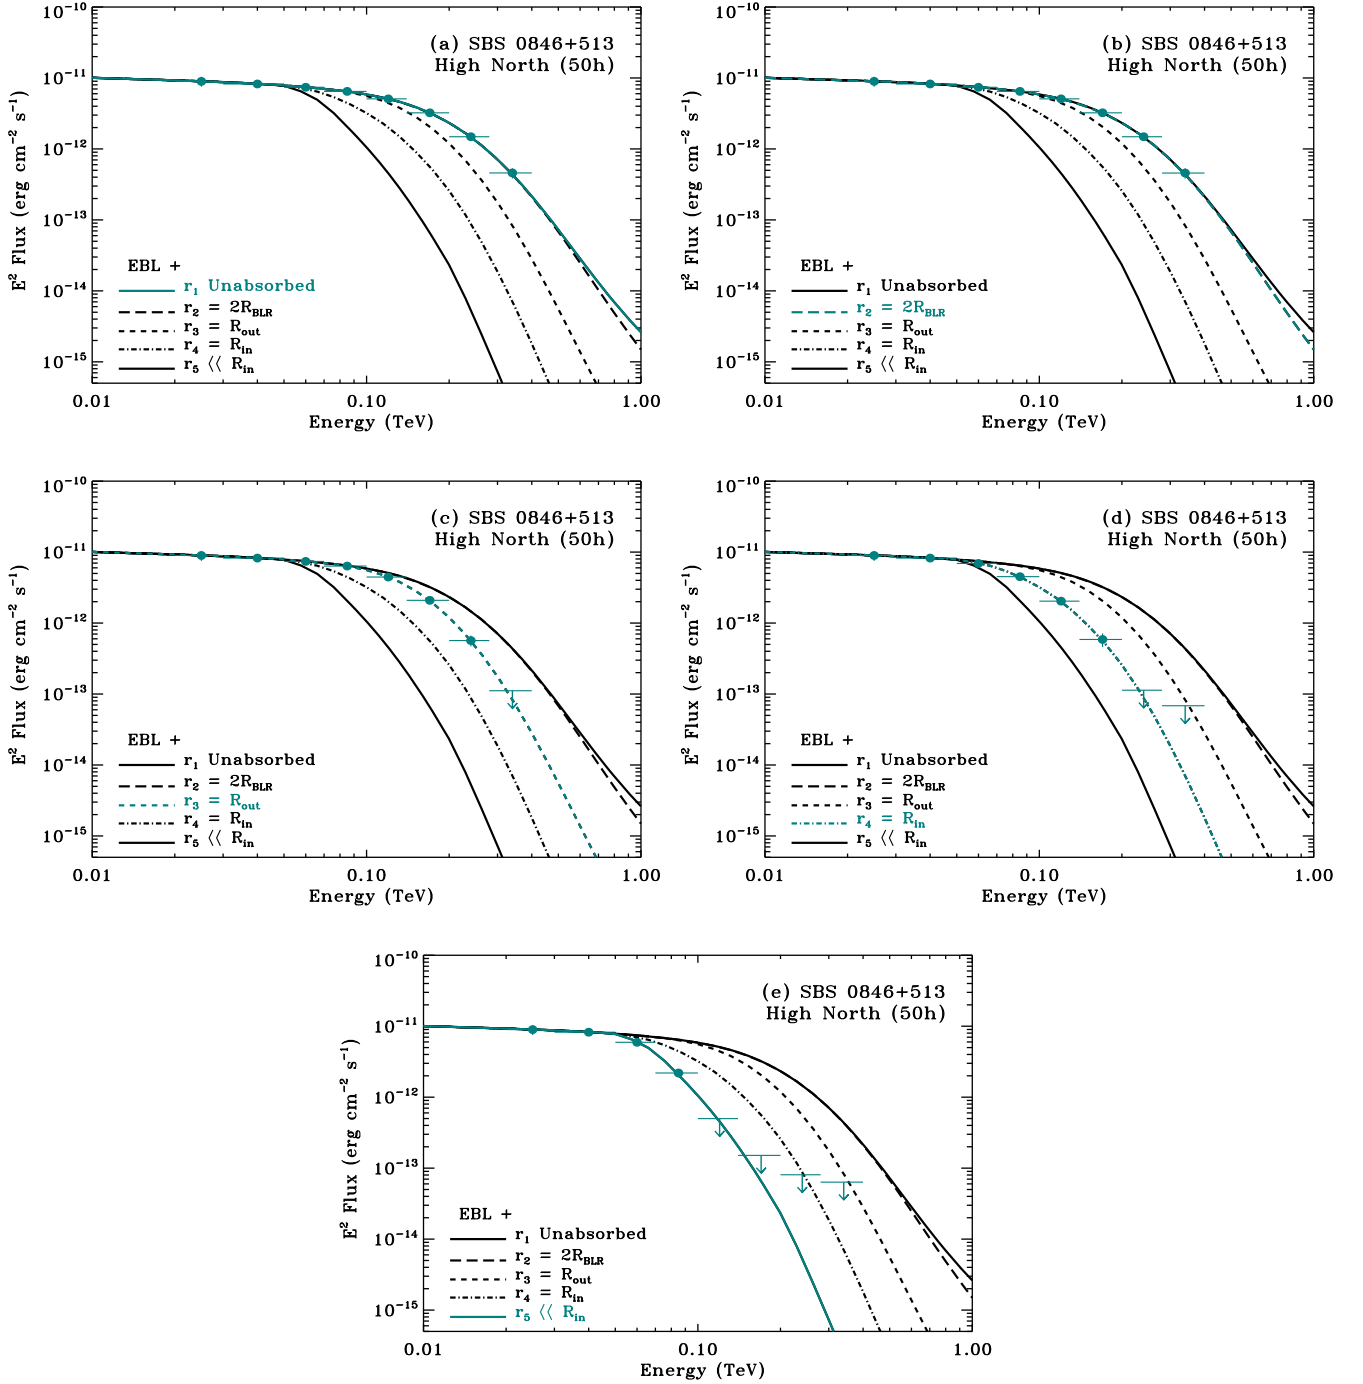 10⁻¹⁰
10⁻¹¹
10⁻¹²
10⁻¹³
10⁻¹⁴
10⁻¹⁵
E² Flux (erg cm⁻² s⁻¹)
(a) SBS 0846+513
High North (50h)
EBL +
r₁ Unabsorbed
r₂ = 2R_BLR
r₃ = R_out
r₄ = R_in
r₅ ⟨⟨ R_in
0.01 0.10 1.00
Energy (TeV)
10⁻¹⁰
10⁻¹¹
10⁻¹²
10⁻¹³
10⁻¹⁴
10⁻¹⁵
E² Flux (erg cm⁻² s⁻¹)
(b) SBS 0846+513
High North (50h)
EBL +
r₁ Unabsorbed
r₂ = 2R_BLR
r₃ = R_out
r₄ = R_in
r₅ ⟨⟨ R_in
0.01 0.10 1.00
Energy (TeV)
10⁻¹⁰
10⁻¹¹
10⁻¹²
10⁻¹³
10⁻¹⁴
10⁻¹⁵
E² Flux (erg cm⁻² s⁻¹)
(c) SBS 0846+513
High North (50h)
EBL +
r₁ Unabsorbed
r₂ = 2R_BLR
r₃ = R_out
r₄ = R_in
r₅ ⟨⟨ R_in
0.01 0.10 1.00
Energy (TeV)
10⁻¹⁰
10⁻¹¹
10⁻¹²
10⁻¹³
10⁻¹⁴
10⁻¹⁵
E² Flux (erg cm⁻² s⁻¹)
(d) SBS 0846+513
High North (50h)
EBL +
r₁ Unabsorbed
r₂ = 2R_BLR
r₃ = R_out
r₄ = R_in
r₅ ⟨⟨ R_in
0.01 0.10 1.00
Energy (TeV)
10⁻¹⁰
10⁻¹¹
10⁻¹²
10⁻¹³
10⁻¹⁴
10⁻¹⁵
E² Flux (erg cm⁻² s⁻¹)
(e) SBS 0846+513
High North (50h)
EBL +
r₁ Unabsorbed
r₂ = 2R_BLR
r₃ = R_out
r₄ = R_in
r₅ ⟨⟨ R_in
0.01 0.10 1.00
Energy (TeV)